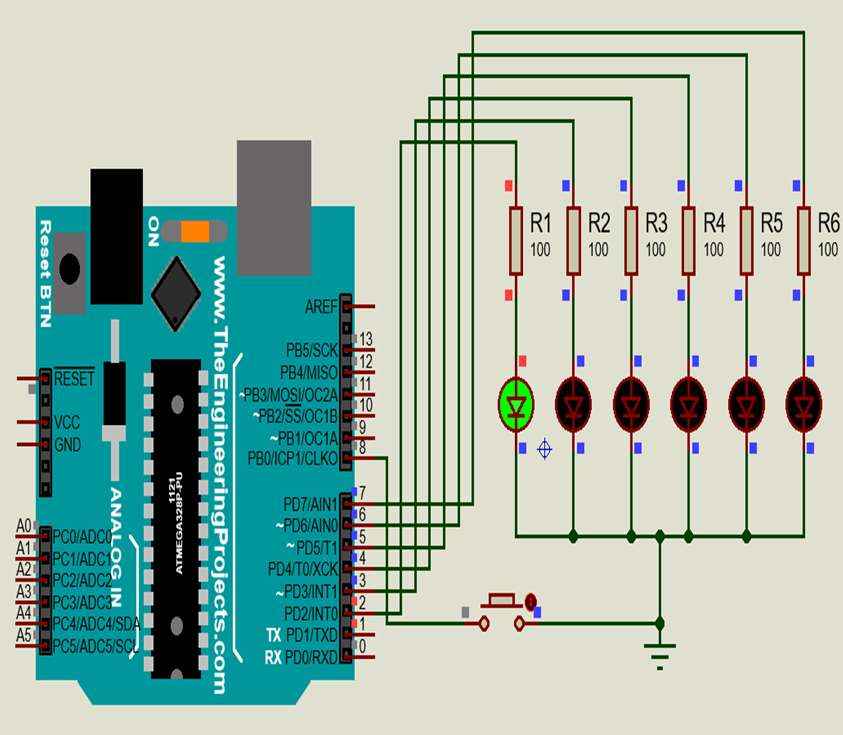 R1
100
R2
100
R3
100
R4
100
R5
100
R6
100
Reset BTN
ON
www.TheEngineeringProjects.com
AREF
PB5/SCK 13
PB4/MISO 12
~PB3/MOSI/OC2A 11
~PB2/SS/OC1B 10
~PB1/OC1A 9
PB0/ICP1/CLKO 8
RESET
VCC
GND
1121
ATMEGA328P-PU
ANALOG IN
PD7/AIN1 7
~PD6/AIN0 6
~PD5/T1 5
PD4/T0/XCK 4
~PD3/INT1 3
PD2/INT0 2
TX PD1/TXD 1
RX PD0/RXD 0
A0 PC0/ADC0
A1 PC1/ADC1
A2 PC2/ADC2
A3 PC3/ADC3
A4 PC4/ADC4/SDA
A5 PC5/ADC5/SCL